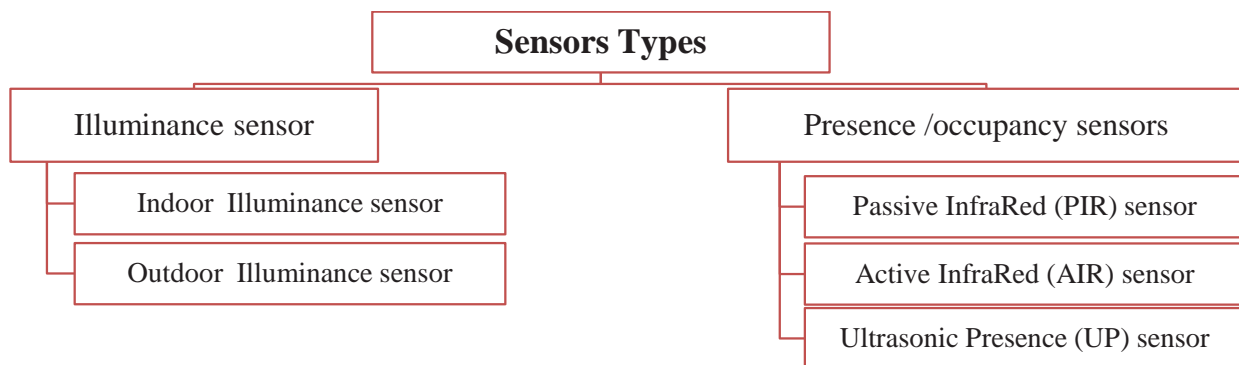 Sensors Types
Illuminance sensor
Indoor Illuminance sensor
Outdoor Illuminance sensor
Presence /occupancy sensors
Passive InfraRed (PIR) sensor
Active InfraRed (AIR) sensor
Ultrasonic Presence (UP) sensor